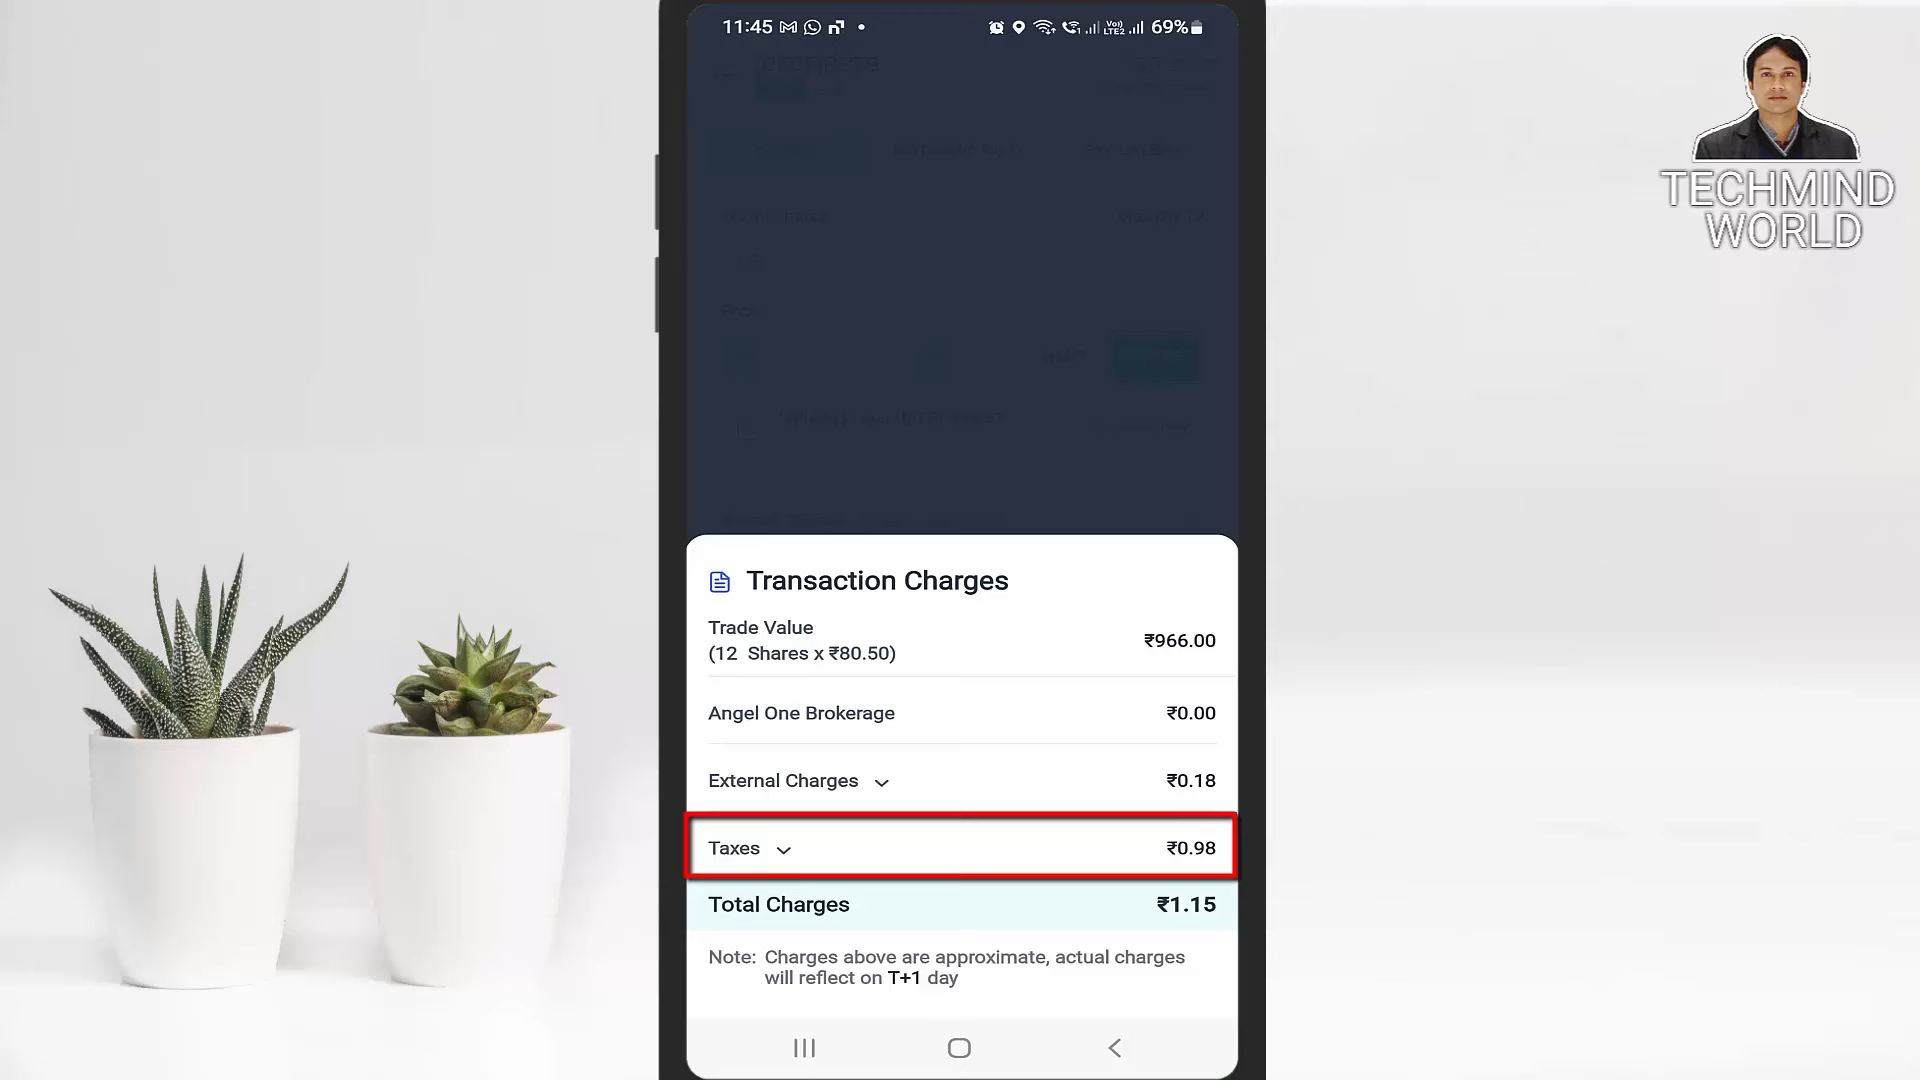 11:45 69%
TECHMIND
WORLD
Transaction Charges
Trade Value
(12 Shares x ₹80.50) ₹966.00
Angel One Brokerage ₹0.00
External Charges ₹0.18
Taxes ₹0.98
Total Charges ₹1.15
Note: Charges above are approximate, actual charges
will reflect on T+1 day